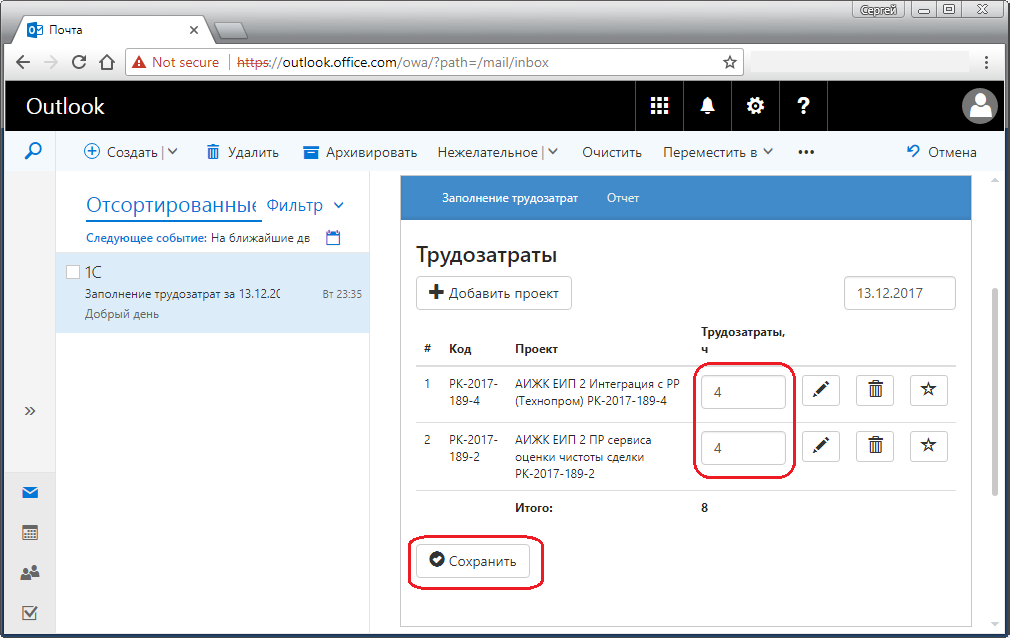 Сергей
Почта
Not secure
https://outlook.office.com/owa/?path=/mail/inbox
Outlook
?
Создать
Удалить
Архивировать
Нежелательное
Очистить
Переместить в
•••
Отмена
Отсортированные
Фильтр
Следующее событие: На ближайшие дв
1С
Заполнение трудозатрат за 13.12.20
Вт 23:35
Добрый день
Заполнение трудозатрат
Отчет
Трудозатраты
Добавить проект
13.12.2017
# Код Проект Трудозатраты,
ч
1 РК-2017- АИЖК ЕИП 2 Интеграция с РР 4
189-4 (Технопром) РК-2017-189-4
2 РК-2017- АИЖК ЕИП 2 ПР сервиса 4
189-2 оценки чистоты сделки
РК-2017-189-2
Итого: 8
Сохранить